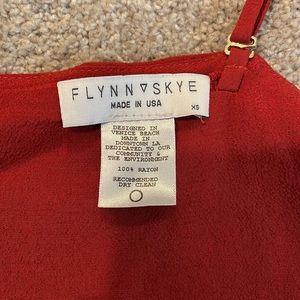 FLYNN▽SKYE
MADE IN USA
XS
DESIGNED IN
VENICE BEACH
MADE IN
DOWNTOWN LA
DEDICATED TO OUR
COMMUNITY &
THE ENVIRONMENT
100% RAYON
RECOMMENDED
DRY CLEAN